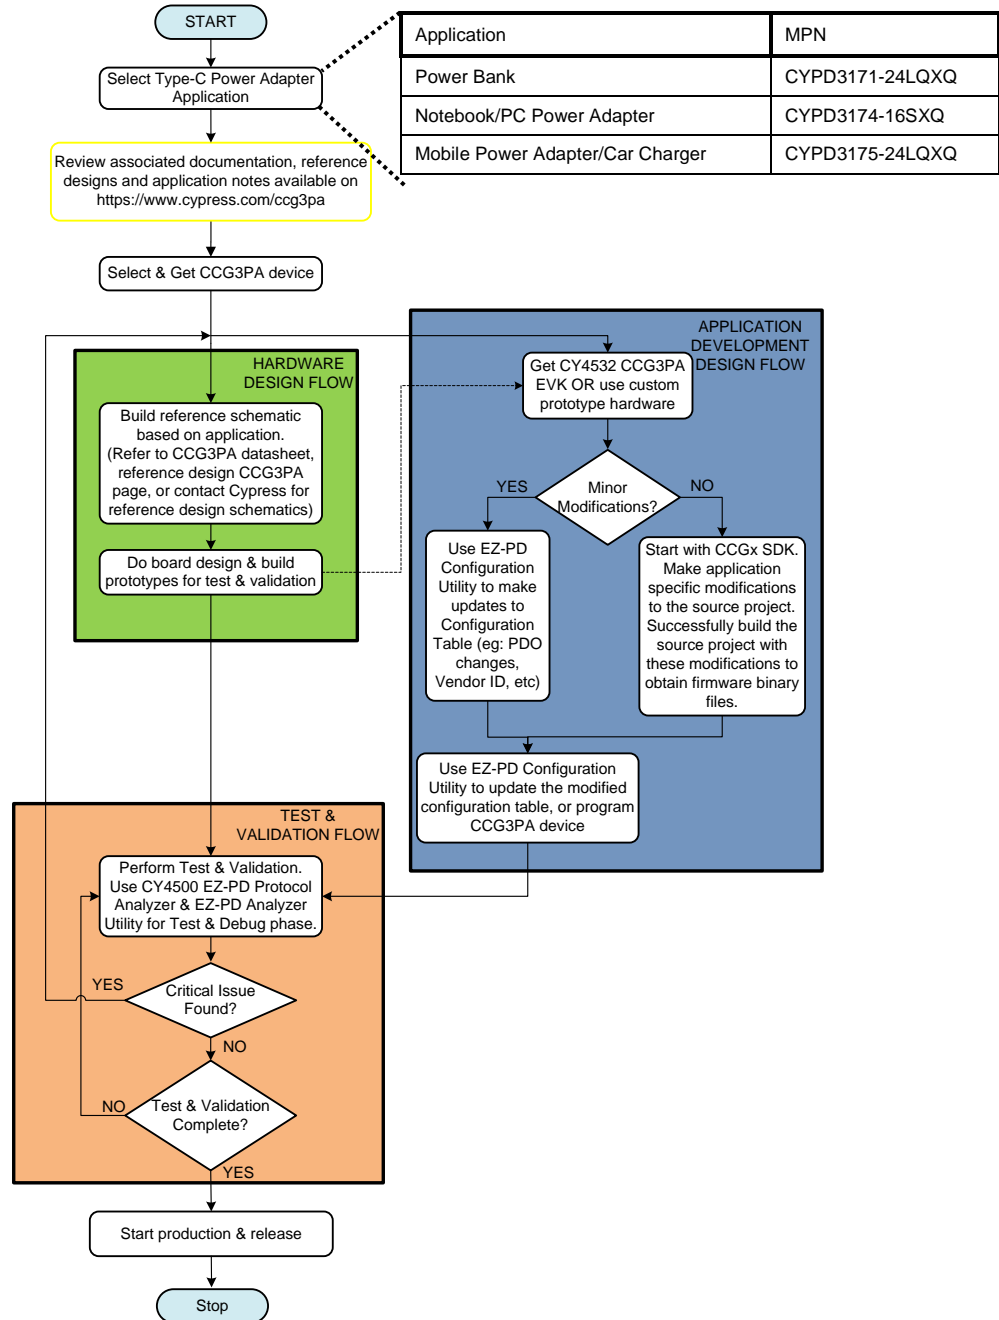 START
Select Type-C Power Adapter
Application
Application MPN
Power Bank CYPD3171-24LQXQ
Notebook/PC Power Adapter CYPD3174-16SXQ
Mobile Power Adapter/Car Charger CYPD3175-24LQXQ
Review associated documentation, reference
designs and application notes available on
https://www.cypress.com/ccg3pa
Select & Get CCG3PA device
HARDWARE
DESIGN FLOW
Build reference schematic
based on application.
(Refer to CCG3PA datasheet,
reference design CCG3PA
page, or contact Cypress for
reference design schematics)
Do board design & build
prototypes for test & validation
APPLICATION
DEVELOPMENT
DESIGN FLOW
Get CY4532 CCG3PA
EVK OR use custom
prototype hardware
Minor
Modifications?
YES
NO
Use EZ-PD
Configuration
Utility to make
updates to
Configuration
Table (eg: PDO
changes,
Vendor ID, etc)
Start with CCGx SDK.
Make application
specific modifications
to the source project.
Successfully build the
source project with
these modifications to
obtain firmware binary
files.
Use EZ-PD Configuration
Utility to update the modified
configuration table, or program
CCG3PA device
TEST &
VALIDATION FLOW
Perform Test & Validation.
Use CY4500 EZ-PD Protocol
Analyzer & EZ-PD Analyzer
Utility for Test & Debug phase.
YES
Critical Issue
Found?
NO
NO
Test & Validation
Complete?
YES
Start production & release
Stop